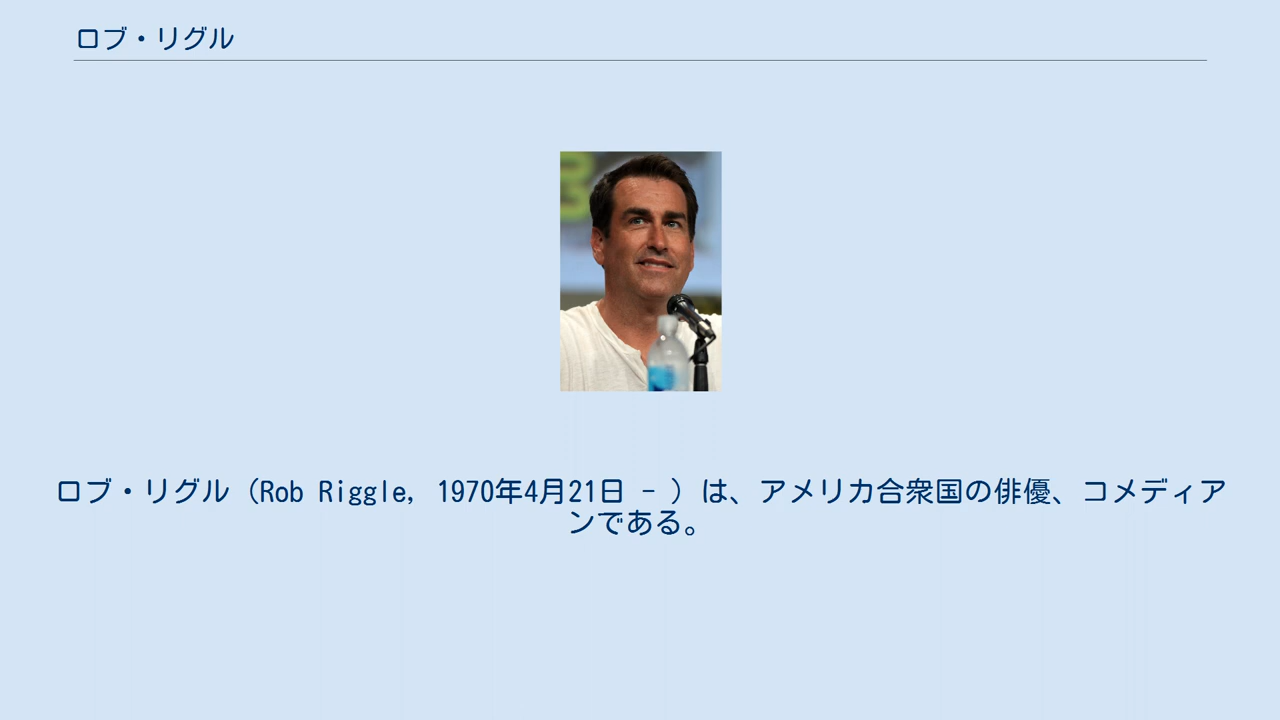 ロブ・リグル
ロブ・リグル（Rob Riggle, 1970年4月21日 - ）は、アメリカ合衆国の俳優、コメディア
ンである。